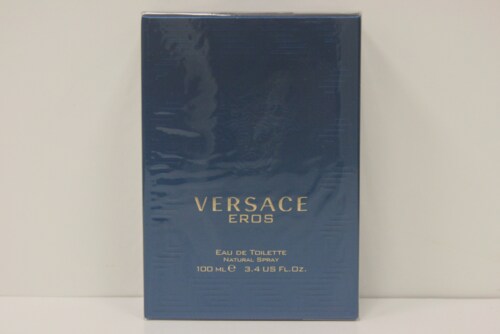 VERSACE
EROS
EAU DE TOILETTE
NATURAL SPRAY
100 ML℮ 3.4 US FL.OZ.